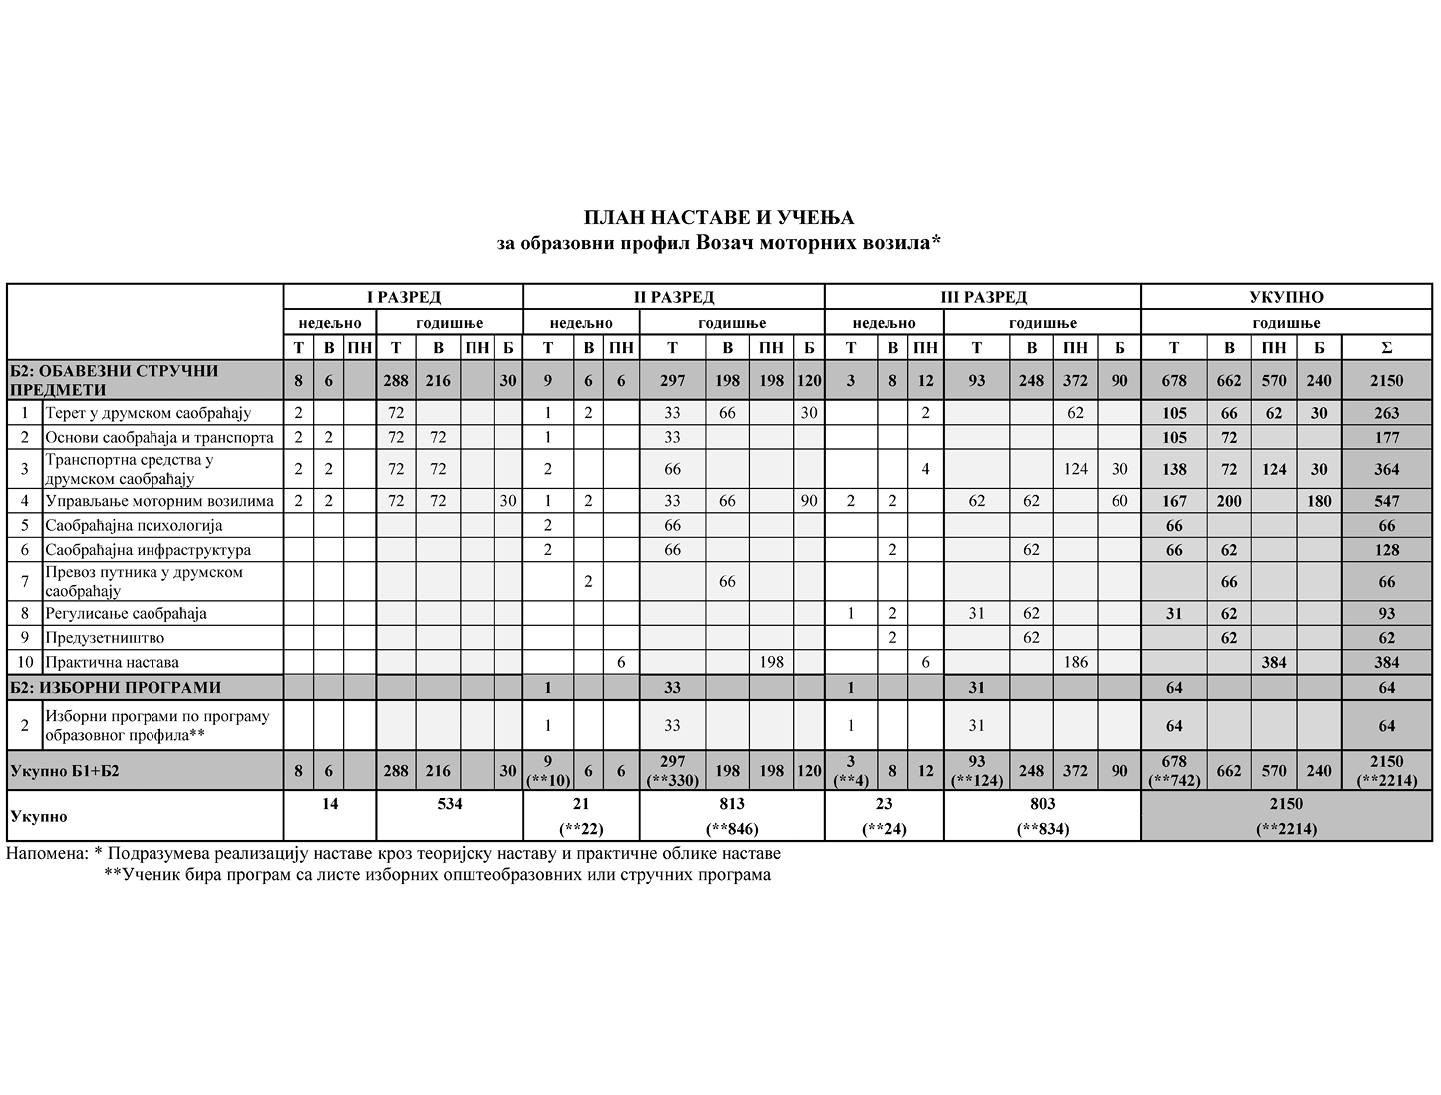 ПЛАН НАСТАВЕ И УЧЕЊА
за образовни профил Возач моторних возила*
I РАЗРЕД II РАЗРЕД III РАЗРЕД УКУПНО
недељно годишње недељно годишње недељно годишње годишње
Т В ПН Т В ПН Б Т В ПН Т В ПН Б Т В ПН Т В ПН Б Т В ПН Б Σ
Б2: ОБАВЕЗНИ СТРУЧНИ
ПРЕДМЕТИ 8 6 288 216 30 9 6 6 297 198 198 120 3 8 12 93 248 372 90 678 662 570 240 2150
1 Терет у друмском саобраћају 2 72 1 2 33 66 30 2 62 105 66 62 30 263
2 Основи саобраћаја и транспорта 2 2 72 72 1 33 105 72 177
3 Транспортна средства у
друмском саобраћају 2 2 72 72 2 66 4 124 30 138 72 124 30 364
4 Управљање моторним возилима 2 2 72 72 30 1 2 33 66 90 2 2 62 62 60 167 200 180 547
5 Саобраћајна психологија 2 66 66 66
6 Саобраћајна инфраструктура 2 66 2 62 66 62 128
7 Превоз путника у друмском
саобраћају 2 66 66 66
8 Регулисање саобраћаја 1 2 31 62 31 62 93
9 Предузетништво 2 62 62 62
10 Практична настава 6 198 6 186 384 384
Б2: ИЗБОРНИ ПРОГРАМИ 1 33 1 31 64 64
2 Изборни програми по програму
образовног профила** 1 33 1 31 64 64
Укупно Б1+Б2 8 6 288 216 30 9 6 6 297 198 198 120 3 8 12 93 248 372 90 678 662 570 240 2150
(**10) (**330) (**4) (**124) (**742) (**2214)
Укупно 14 534 21 813 23 803 2150
(**22) (**846) (**24) (**834) (**2214)
Напомена: * Подразумева реализацију наставе кроз теоријску наставу и практичне облике наставе
**Ученик бира програм са листе изборних општеобразовних или стручних програма